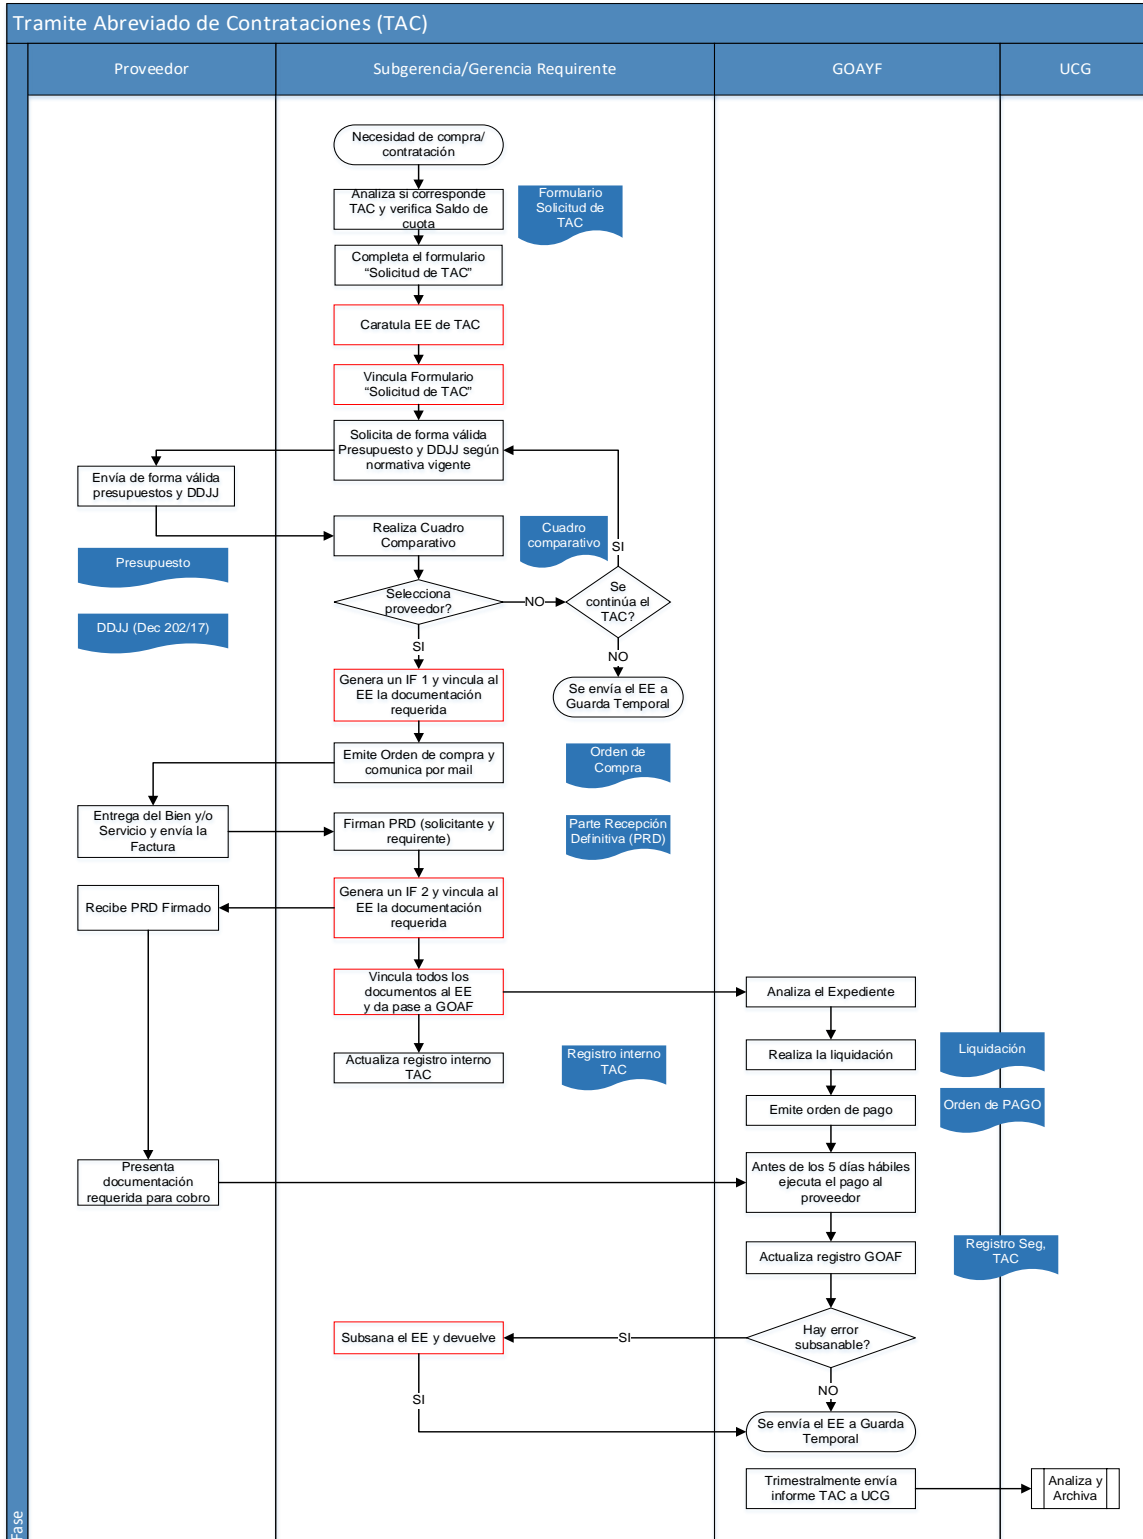 Tramite Abreviado de Contrataciones (TAC)
Proveedor
Subgerencia/Gerencia Requirente
GOAYF
UCG
Necesidad de compra/
contratación
Analiza si corresponde
TAC y verifica Saldo de
cuota
Formulario
Solicitud de
TAC
Completa el formulario
“Solicitud de TAC”
Caratula EE de TAC
Vincula Formulario
“Solicitud de TAC”
Solicita de forma válida
Presupuesto y DDJJ según
normativa vigente
Envía de forma válida
presupuestos y DDJJ
Realiza Cuadro
Comparativo
Cuadro
comparativo
SI
Presupuesto
Selecciona
proveedor?
NO
Se
continúa el
TAC?
DDJJ (Dec 202/17)
SI
NO
Genera un IF 1 y vincula al
EE la documentación
requerida
Se envía el EE a
Guarda Temporal
Emite Orden de compra y
comunica por mail
Orden de
Compra
Entrega del Bien y/o
Servicio y envía la
Factura
Firman PRD (solicitante y
requirente)
Parte Recepción
Definitiva (PRD)
Recibe PRD Firmado
Genera un IF 2 y vincula al
EE la documentación
requerida
Vincula todos los
documentos al EE
y da pase a GOAF
Analiza el Expediente
Actualiza registro interno
TAC
Registro interno
TAC
Realiza la liquidación
Liquidación
Emite orden de pago
Orden de PAGO
Presenta
documentación
requerida para cobro
Antes de los 5 días hábiles
ejecuta el pago al
proveedor
Actualiza registro GOAF
Registro Seg,
TAC
Subsana el EE y devuelve
SI
Hay error
subsanable?
SI
NO
Se envía el EE a Guarda
Temporal
Trimestralmente envía
informe TAC a UCG
Analiza y
Archiva
Fase